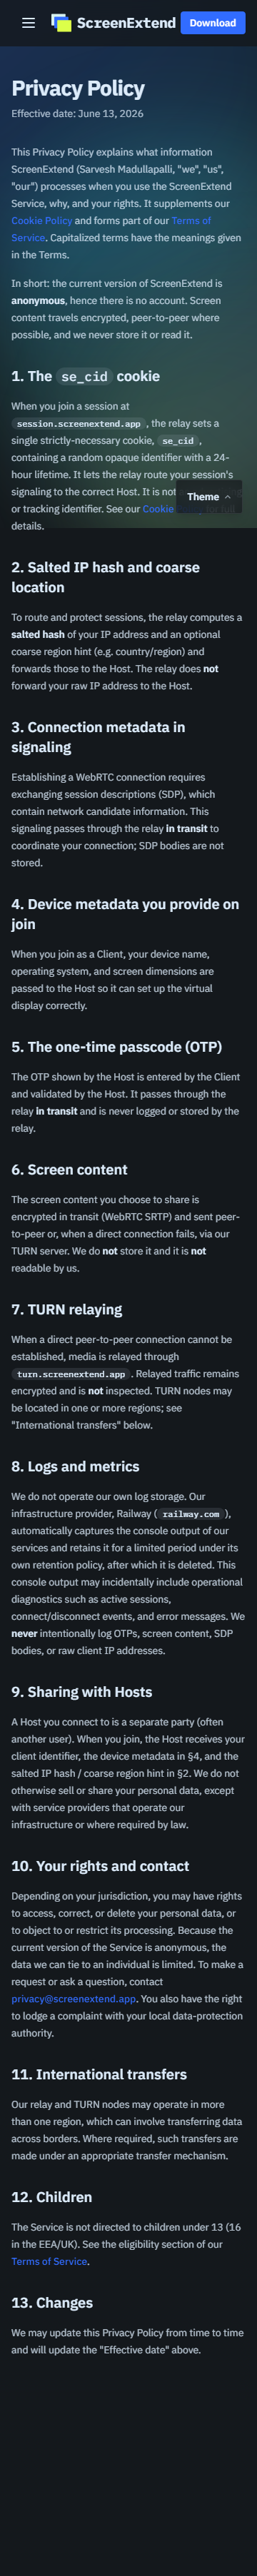 ScreenExtend
Download
Privacy Policy
Effective date: June 13, 2026
This Privacy Policy explains what information
ScreenExtend (Sarvesh Madullapalli, "we", "us",
"our") processes when you use the ScreenExtend
Service, why, and your rights. It supplements our
Cookie Policy and forms part of our Terms of
Service. Capitalized terms have the meanings given
in the Terms.
In short: the current version of ScreenExtend is
anonymous, hence there is no account. Screen
content travels encrypted, peer-to-peer where
possible, and we never store it or read it.
1. The se_cid cookie
When you join a session at
session.screenextend.app, the relay sets a
single strictly-necessary cookie, se_cid,
containing a random opaque identifier with a 24-
hour lifetime. It lets the relay route your session's
signaling to the correct Host. It is not
Theme
or tracking identifier. See our Cookie
details.
2. Salted IP hash and coarse
location
To route and protect sessions, the relay computes a
salted hash of your IP address and an optional
coarse region hint (e.g. country/region) and
forwards those to the Host. The relay does not
forward your raw IP address to the Host.
3. Connection metadata in
signaling
Establishing a WebRTC connection requires
exchanging session descriptions (SDP), which
contain network candidate information. This
signaling passes through the relay in transit to
coordinate your connection; SDP bodies are not
stored.
4. Device metadata you provide on
join
When you join as a Client, your device name,
operating system, and screen dimensions are
passed to the Host so it can set up the virtual
display correctly.
5. The one-time passcode (OTP)
The OTP shown by the Host is entered by the Client
and validated by the Host. It passes through the
relay in transit and is never logged or stored by the
relay.
6. Screen content
The screen content you choose to share is
encrypted in transit (WebRTC SRTP) and sent peer-
to-peer or, when a direct connection fails, via our
TURN server. We do not store it and it is not
readable by us.
7. TURN relaying
When a direct peer-to-peer connection cannot be
established, media is relayed through
turn.screenextend.app. Relayed traffic remains
encrypted and is not inspected. TURN nodes may
be located in one or more regions; see
"International transfers" below.
8. Logs and metrics
We do not operate our own log storage. Our
infrastructure provider, Railway (railway.com),
automatically captures the console output of our
services and retains it for a limited period under its
own retention policy, after which it is deleted. This
console output may incidentally include operational
diagnostics such as active sessions,
connect/disconnect events, and error messages. We
never intentionally log OTPs, screen content, SDP
bodies, or raw client IP addresses.
9. Sharing with Hosts
A Host you connect to is a separate party (often
another user). When you join, the Host receives your
client identifier, the device metadata in §4, and the
salted IP hash / coarse region hint in §2. We do not
otherwise sell or share your personal data, except
with service providers that operate our
infrastructure or where required by law.
10. Your rights and contact
Depending on your jurisdiction, you may have rights
to access, correct, or delete your personal data, or
to object to or restrict its processing. Because the
current version of the Service is anonymous, the
data we can tie to an individual is limited. To make a
request or ask a question, contact
privacy@screenextend.app. You also have the right
to lodge a complaint with your local data-protection
authority.
11. International transfers
Our relay and TURN nodes may operate in more
than one region, which can involve transferring data
across borders. Where required, such transfers are
made under an appropriate transfer mechanism.
12. Children
The Service is not directed to children under 13 (16
in the EEA/UK). See the eligibility section of our
Terms of Service.
13. Changes
We may update this Privacy Policy from time to time
and will update the "Effective date" above.